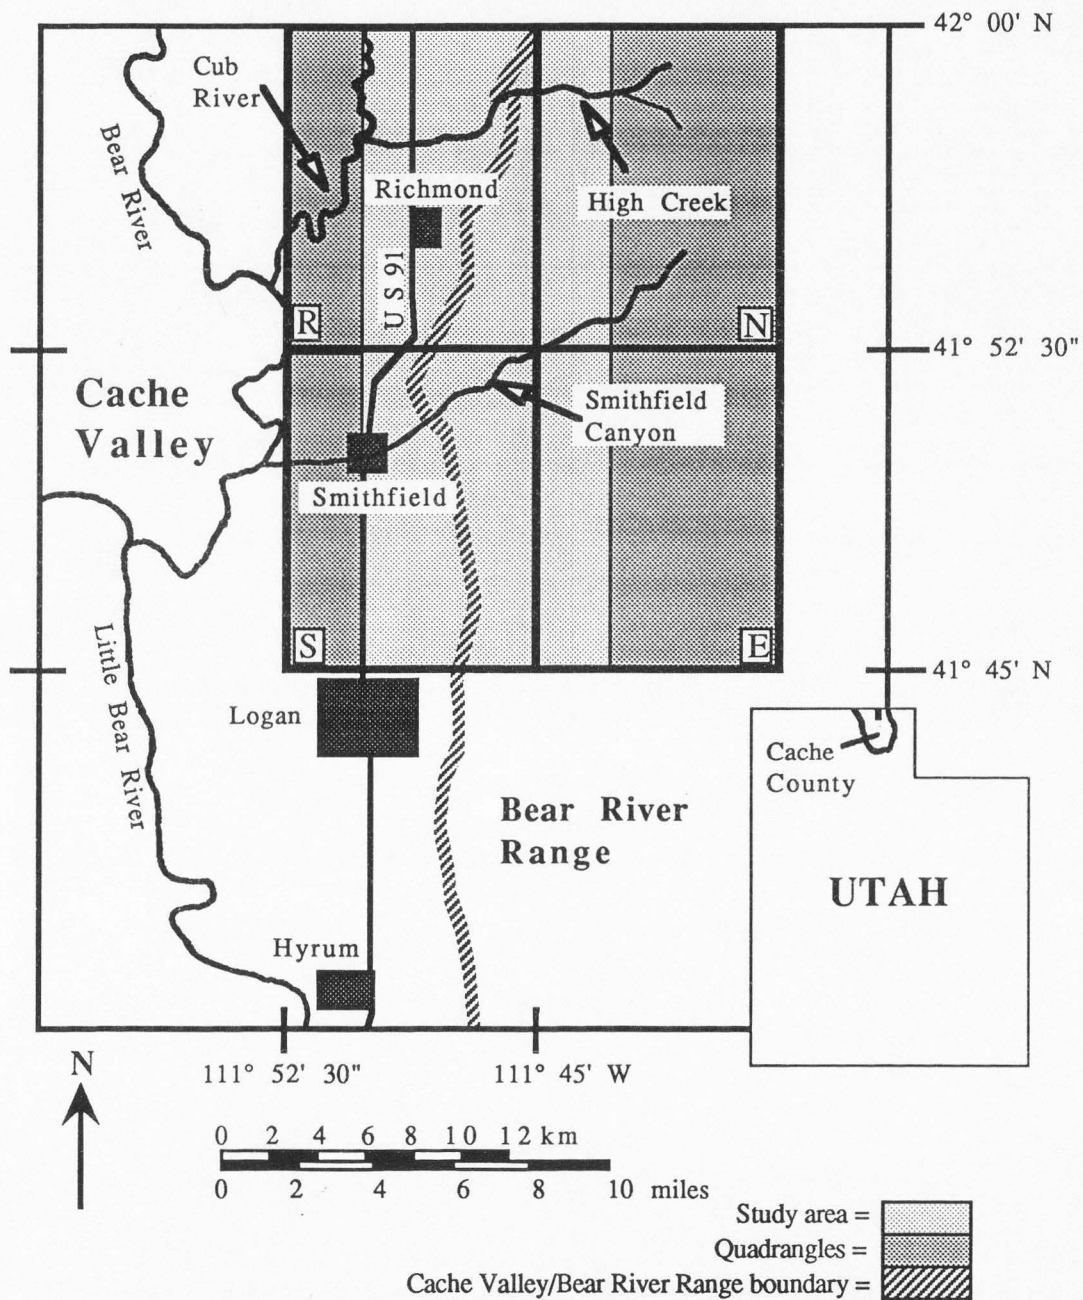 42° 00' N
Cub
River
Bear River
Richmond
High Creek
US 91
R
N
41° 52' 30"
Cache
Valley
Smithfield
Canyon
Smithfield
S
E
41° 45' N
Little Bear River
Logan
Cache
County
Bear River
Range
UTAH
Hyrum
N
111° 52' 30"
111° 45' W
0 2 4 6 8 10 12 km
0 2 4 6 8 10 miles
Study area =
Quadrangles =
Cache Valley/Bear River Range boundary =